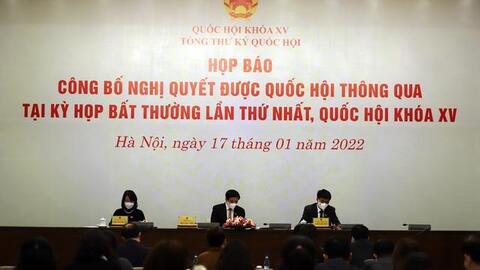 QUỐC HỘI KHÓA XV
TỔNG THƯ KÝ QUỐC HỘI
HỌP BÁO
CÔNG BỐ NGHỊ QUYẾT ĐƯỢC QUỐC HỘI THÔNG QUA
TẠI KỲ HỌP BẤT THƯỜNG LẦN THỨ NHẤT, QUỐC HỘI KHÓA XV
Hà Nội, ngày 17 tháng 01 năm 2022